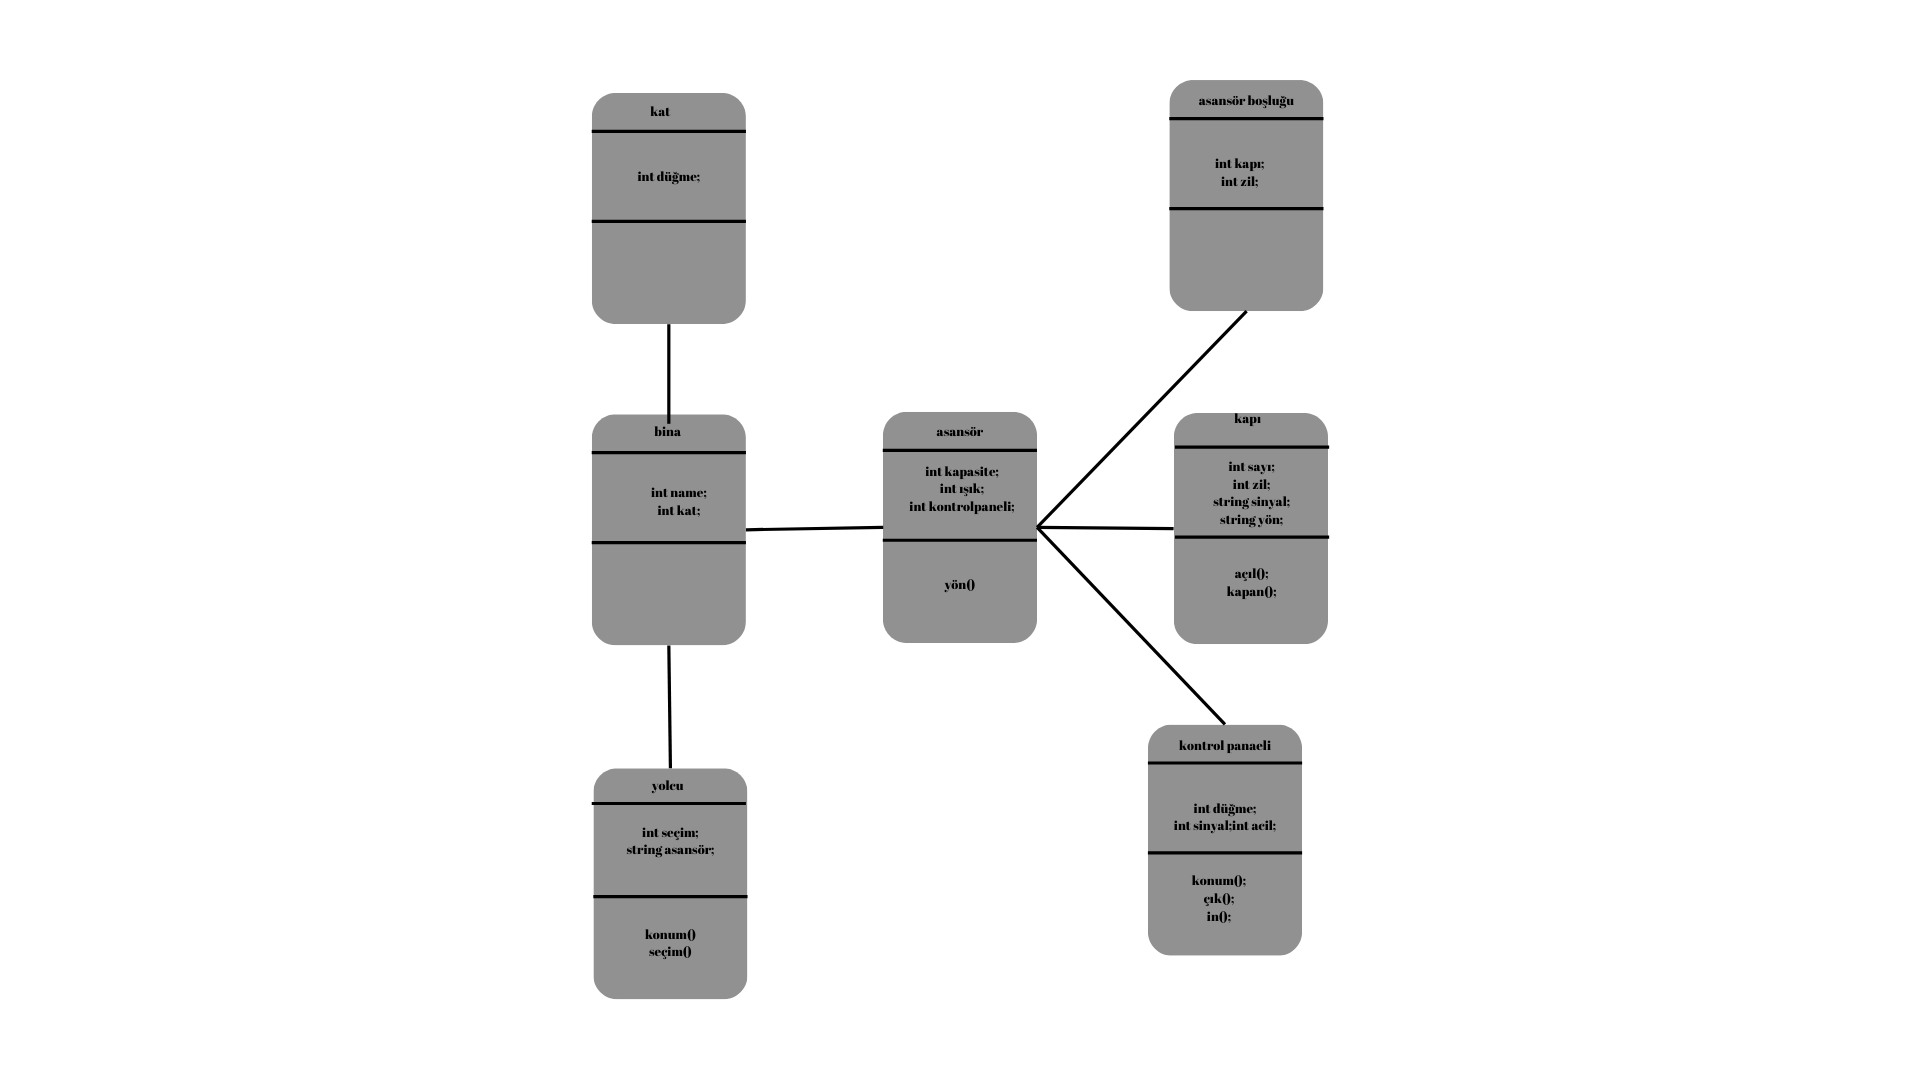 kat
int düğme;
bina
int name;
int kat;
yolcu
int seçim;
string asansör;
konum()
seçim()
asansör
int kapasite;
int ışık;
int kontrolpaneli;
yön()
asansör boşluğu
int kapı;
int zil;
kapı
int sayı;
int zil;
string sinyal;
string yön;
açıl();
kapan();
kontrol panaeli
int düğme;
int sinyal;int acil;
konum();
çık();
in();